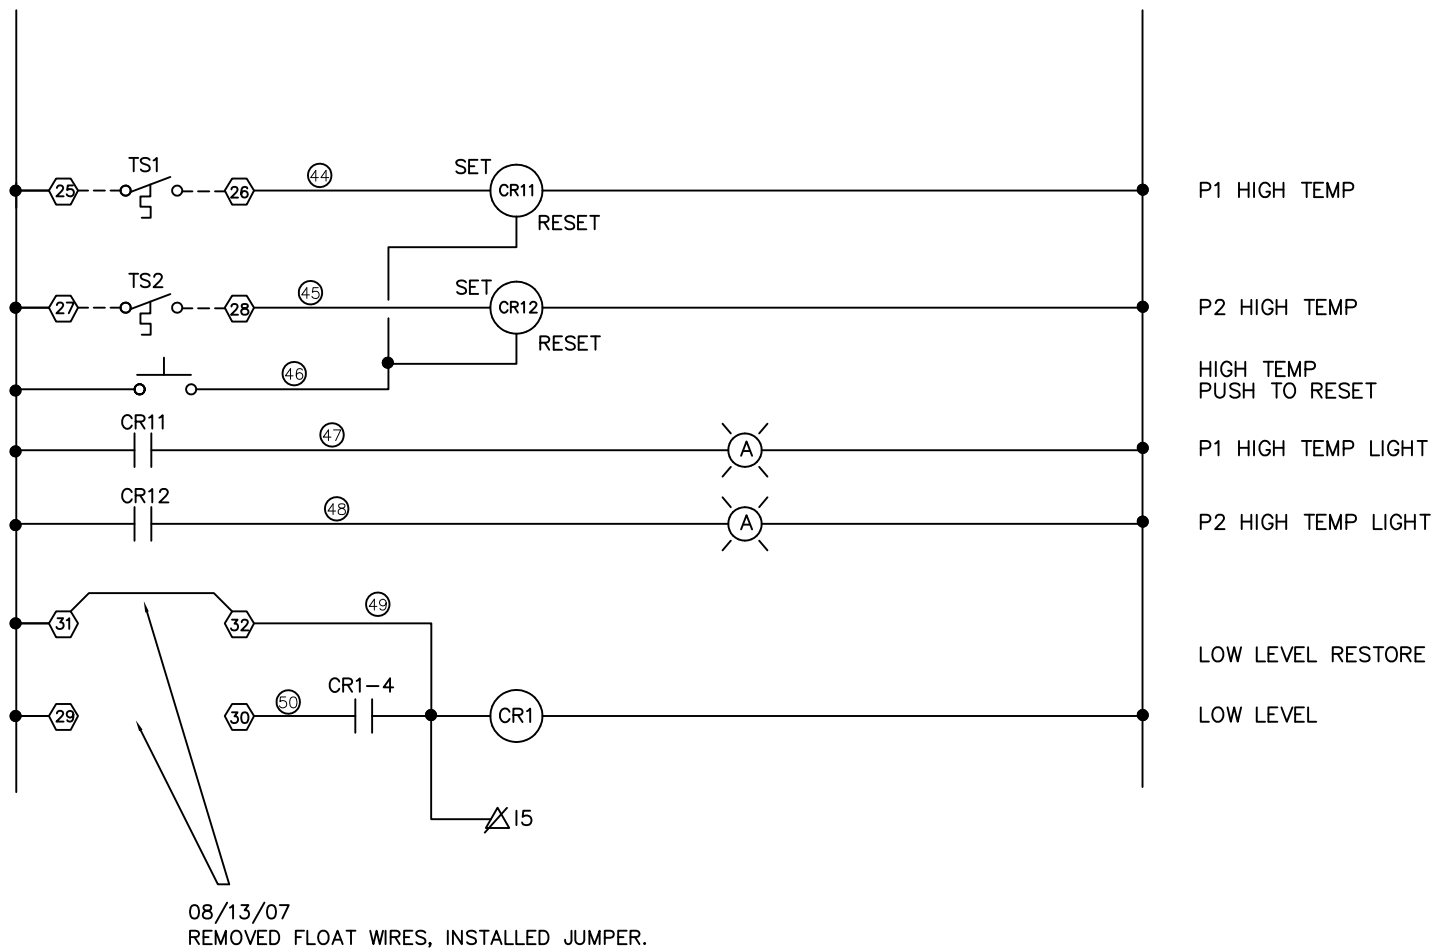 TS1
SET
25
26
44
CR11
P1 HIGH TEMP
RESET
TS2
SET
27
28
45
CR12
P2 HIGH TEMP
RESET
46
HIGH TEMP
PUSH TO RESET
CR11
47
A
P1 HIGH TEMP LIGHT
CR12
48
A
P2 HIGH TEMP LIGHT
49
31
32
LOW LEVEL RESTORE
CR1-4
29
30
50
CR1
LOW LEVEL
I5
08/13/07
REMOVED FLOAT WIRES, INSTALLED JUMPER.